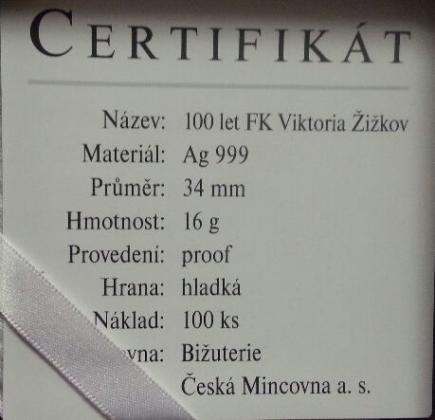 CERTIFIKÁT
Název: 100 let FK Viktoria Žižkov
Materiál: Ag 999
Průměr: 34 mm
Hmotnost: 16 g
Provedení: proof
Hrana: hladká
Náklad: 100 ks
Bižuterie
Česká Mincovna a. s.